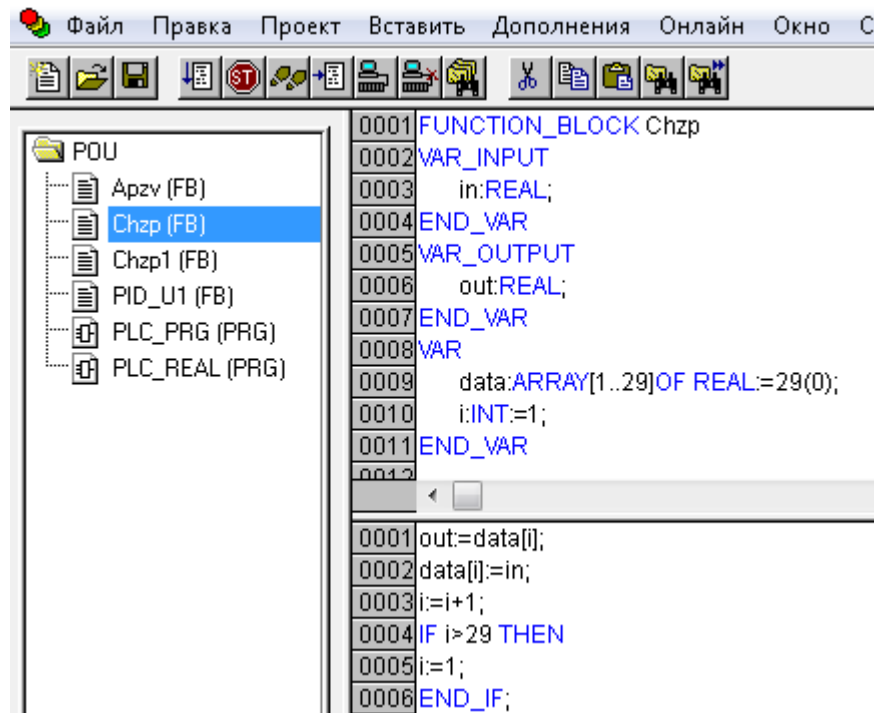 Файл Правка Проект Вставить Дополнения Онлайн Окно С
ST
POU
Apzv (FB)
Chzp (FB)
Chzp1 (FB)
PID_U1 (FB)
PLC_PRG (PRG)
PLC_REAL (PRG)
0001 FUNCTION_BLOCK Chzp
0002 VAR_INPUT
0003 in:REAL;
0004 END_VAR
0005 VAR_OUTPUT
0006 out:REAL;
0007 END_VAR
0008 VAR
0009 data:ARRAY[1..29]OF REAL:=29(0);
0010 i:INT:=1;
0011 END_VAR
0012
0001 out:=data[i];
0002 data[i]:=in;
0003 i:=i+1;
0004 IF i>29 THEN
0005 i:=1;
0006 END_IF;